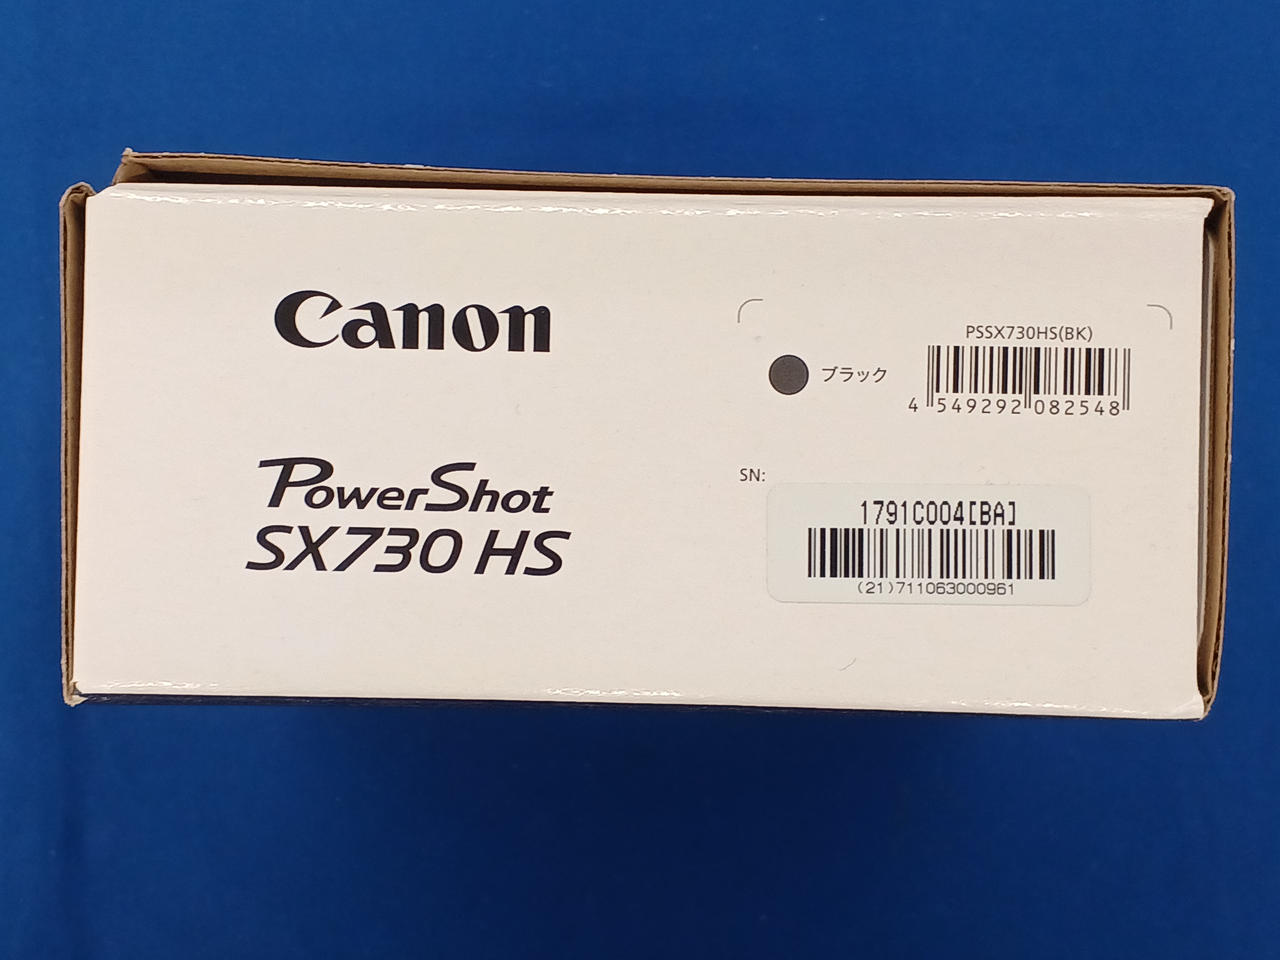 Canon
PowerShot
SX730 HS
PSSX730HS(BK)
ブラック
4 549292 082548
SN:
1791C004[BA]
(21)711063000961